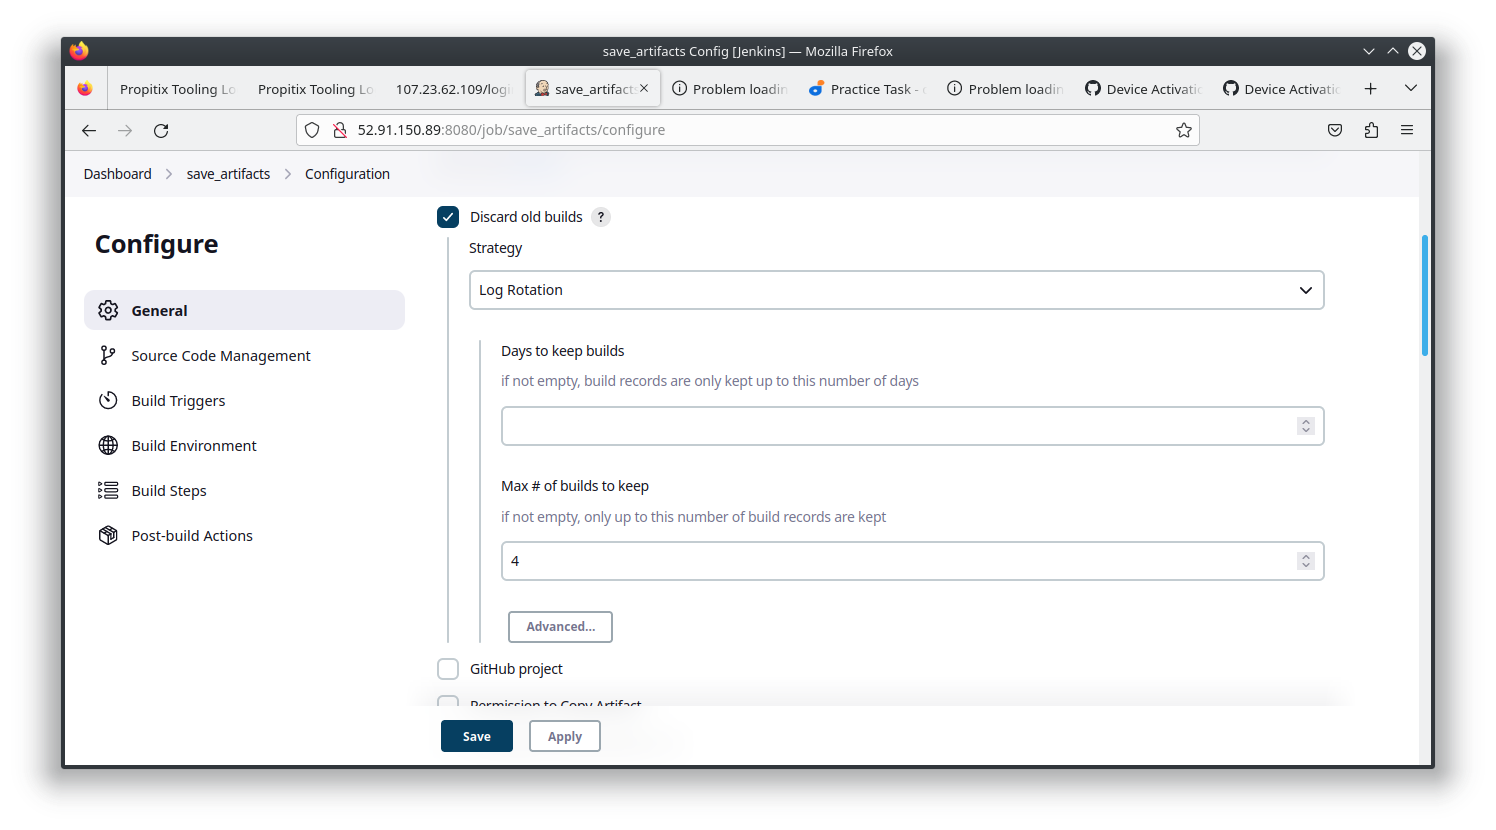 save_artifacts Config [Jenkins] — Mozilla Firefox
Propitix Tooling Lo
Propitix Tooling Lo
107.23.62.109/logi
save_artifacts
Problem loadin
Practice Task -
Problem loadin
Device Activati
Device Activati
52.91.150.89:8080/job/save_artifacts/configure
Dashboard
save_artifacts
Configuration
Configure
General
Source Code Management
Build Triggers
Build Environment
Build Steps
Post-build Actions
Discard old builds ?
Strategy
Log Rotation
Days to keep builds
if not empty, build records are only kept up to this number of days
Max # of builds to keep
if not empty, only up to this number of build records are kept
4
Advanced...
GitHub project
Permission to Copy Artifact
Save
Apply